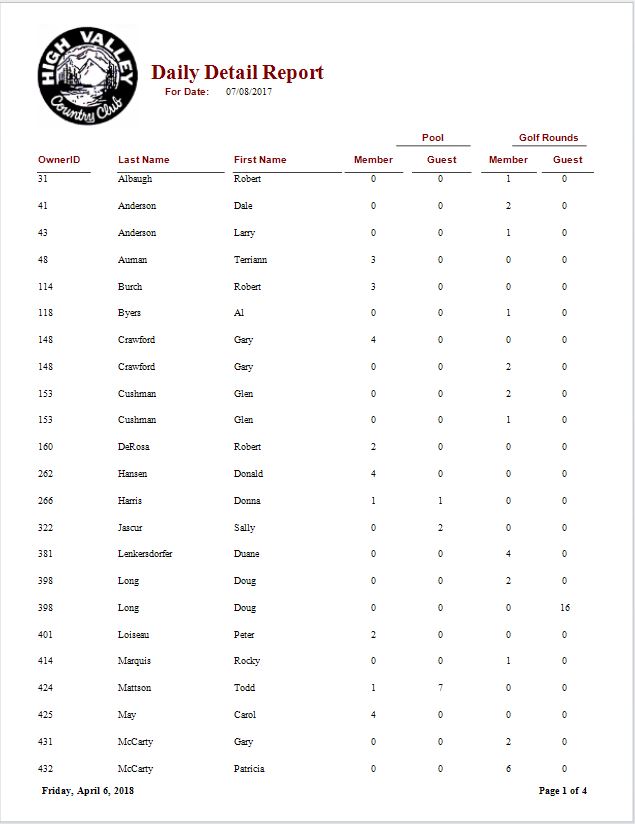 HIGH VALLEY
Country Club
Daily Detail Report
For Date: 07/08/2017
Pool Golf Rounds
OwnerID Last Name First Name Member Guest Member Guest
31 Albaugh Robert 0 0 1 0
41 Anderson Dale 0 0 2 0
43 Anderson Larry 0 0 1 0
48 Auman Terriann 3 0 0 0
114 Burch Robert 3 0 0 0
118 Byers Al 0 0 1 0
148 Crawford Gary 4 0 0 0
148 Crawford Gary 0 0 2 0
153 Cushman Glen 0 0 2 0
153 Cushman Glen 0 0 1 0
160 DeRosa Robert 2 0 0 0
262 Hansen Donald 4 0 0 0
266 Harris Donna 1 1 0 0
322 Jascur Sally 0 2 0 0
381 Lenkersdorfer Duane 0 0 4 0
398 Long Doug 0 0 2 0
398 Long Doug 0 0 0 16
401 Loiseau Peter 2 0 0 0
414 Marquis Rocky 0 0 1 0
424 Mattson Todd 1 7 0 0
425 May Carol 4 0 0 0
431 McCarty Gary 0 0 2 0
432 McCarty Patricia 0 0 6 0
Friday, April 6, 2018 Page 1 of 4